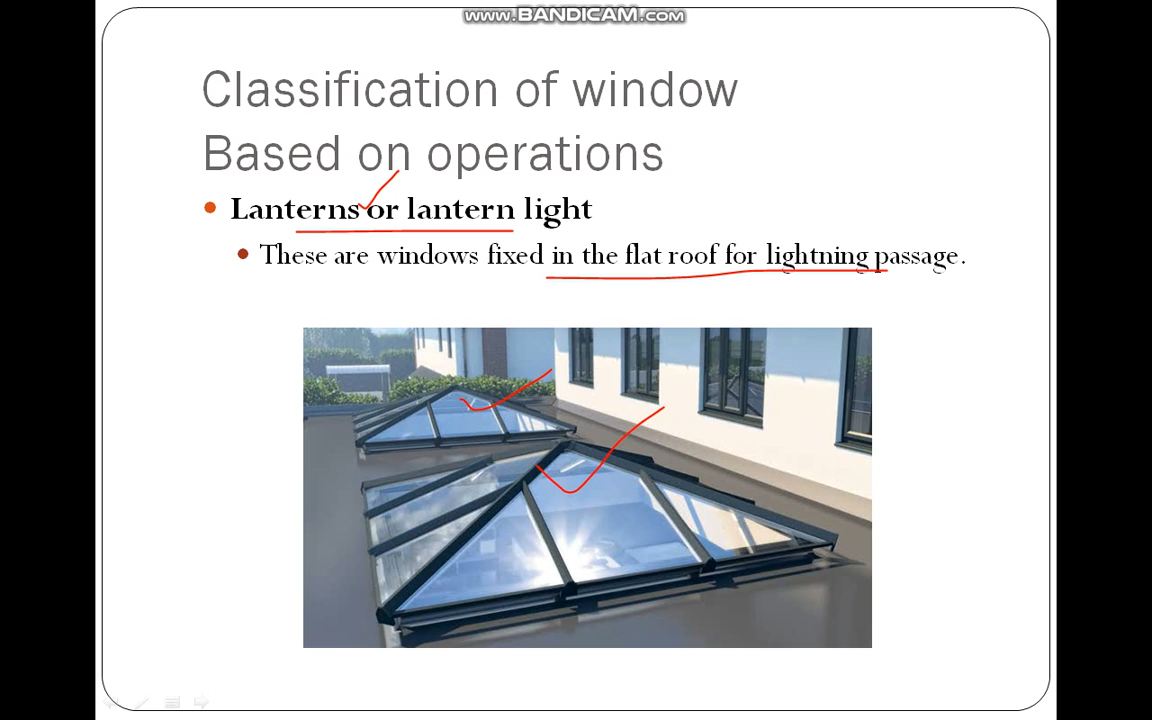 www.BANDICAM.com
Classification of window
Based on operations
Lanterns or lantern light
These are windows fixed in the flat roof for lightning passage.